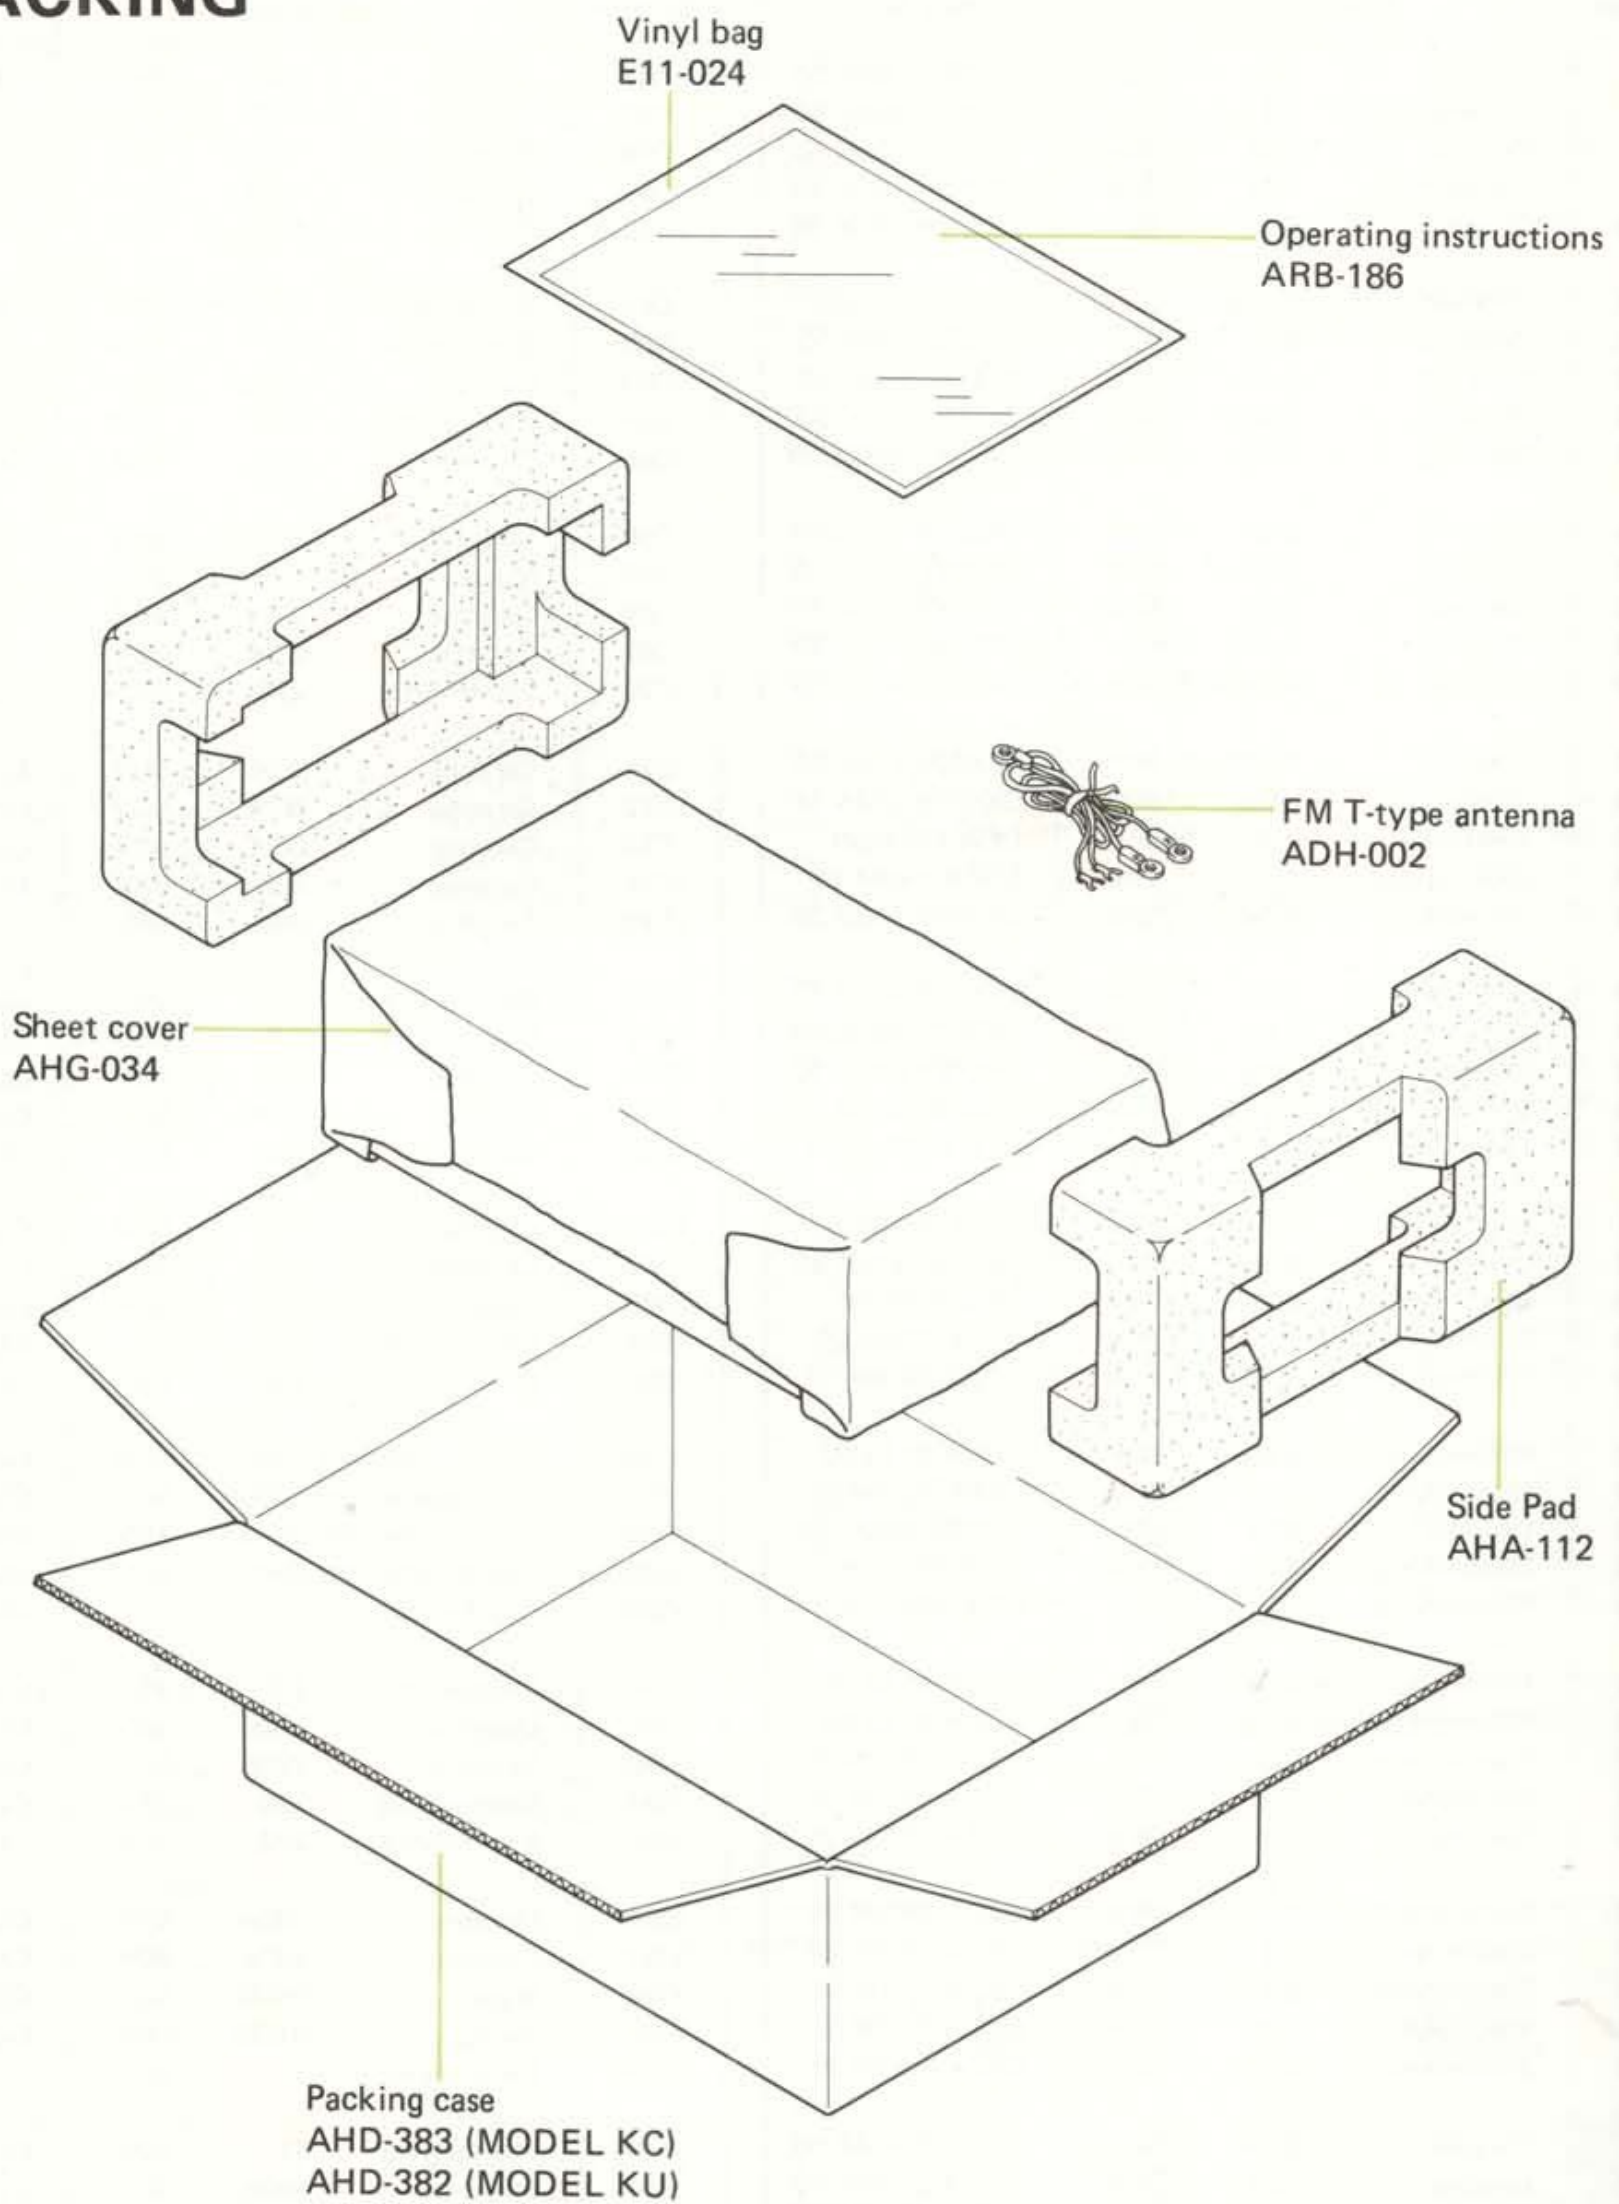 ACKING
Vinyl bag
E11-024
Operating instructions
ARB-186
FM T-type antenna
ADH-002
Sheet cover
AHG-034
Side Pad
AHA-112
Packing case
AHD-383 (MODEL KC)
AHD-382 (MODEL KU)